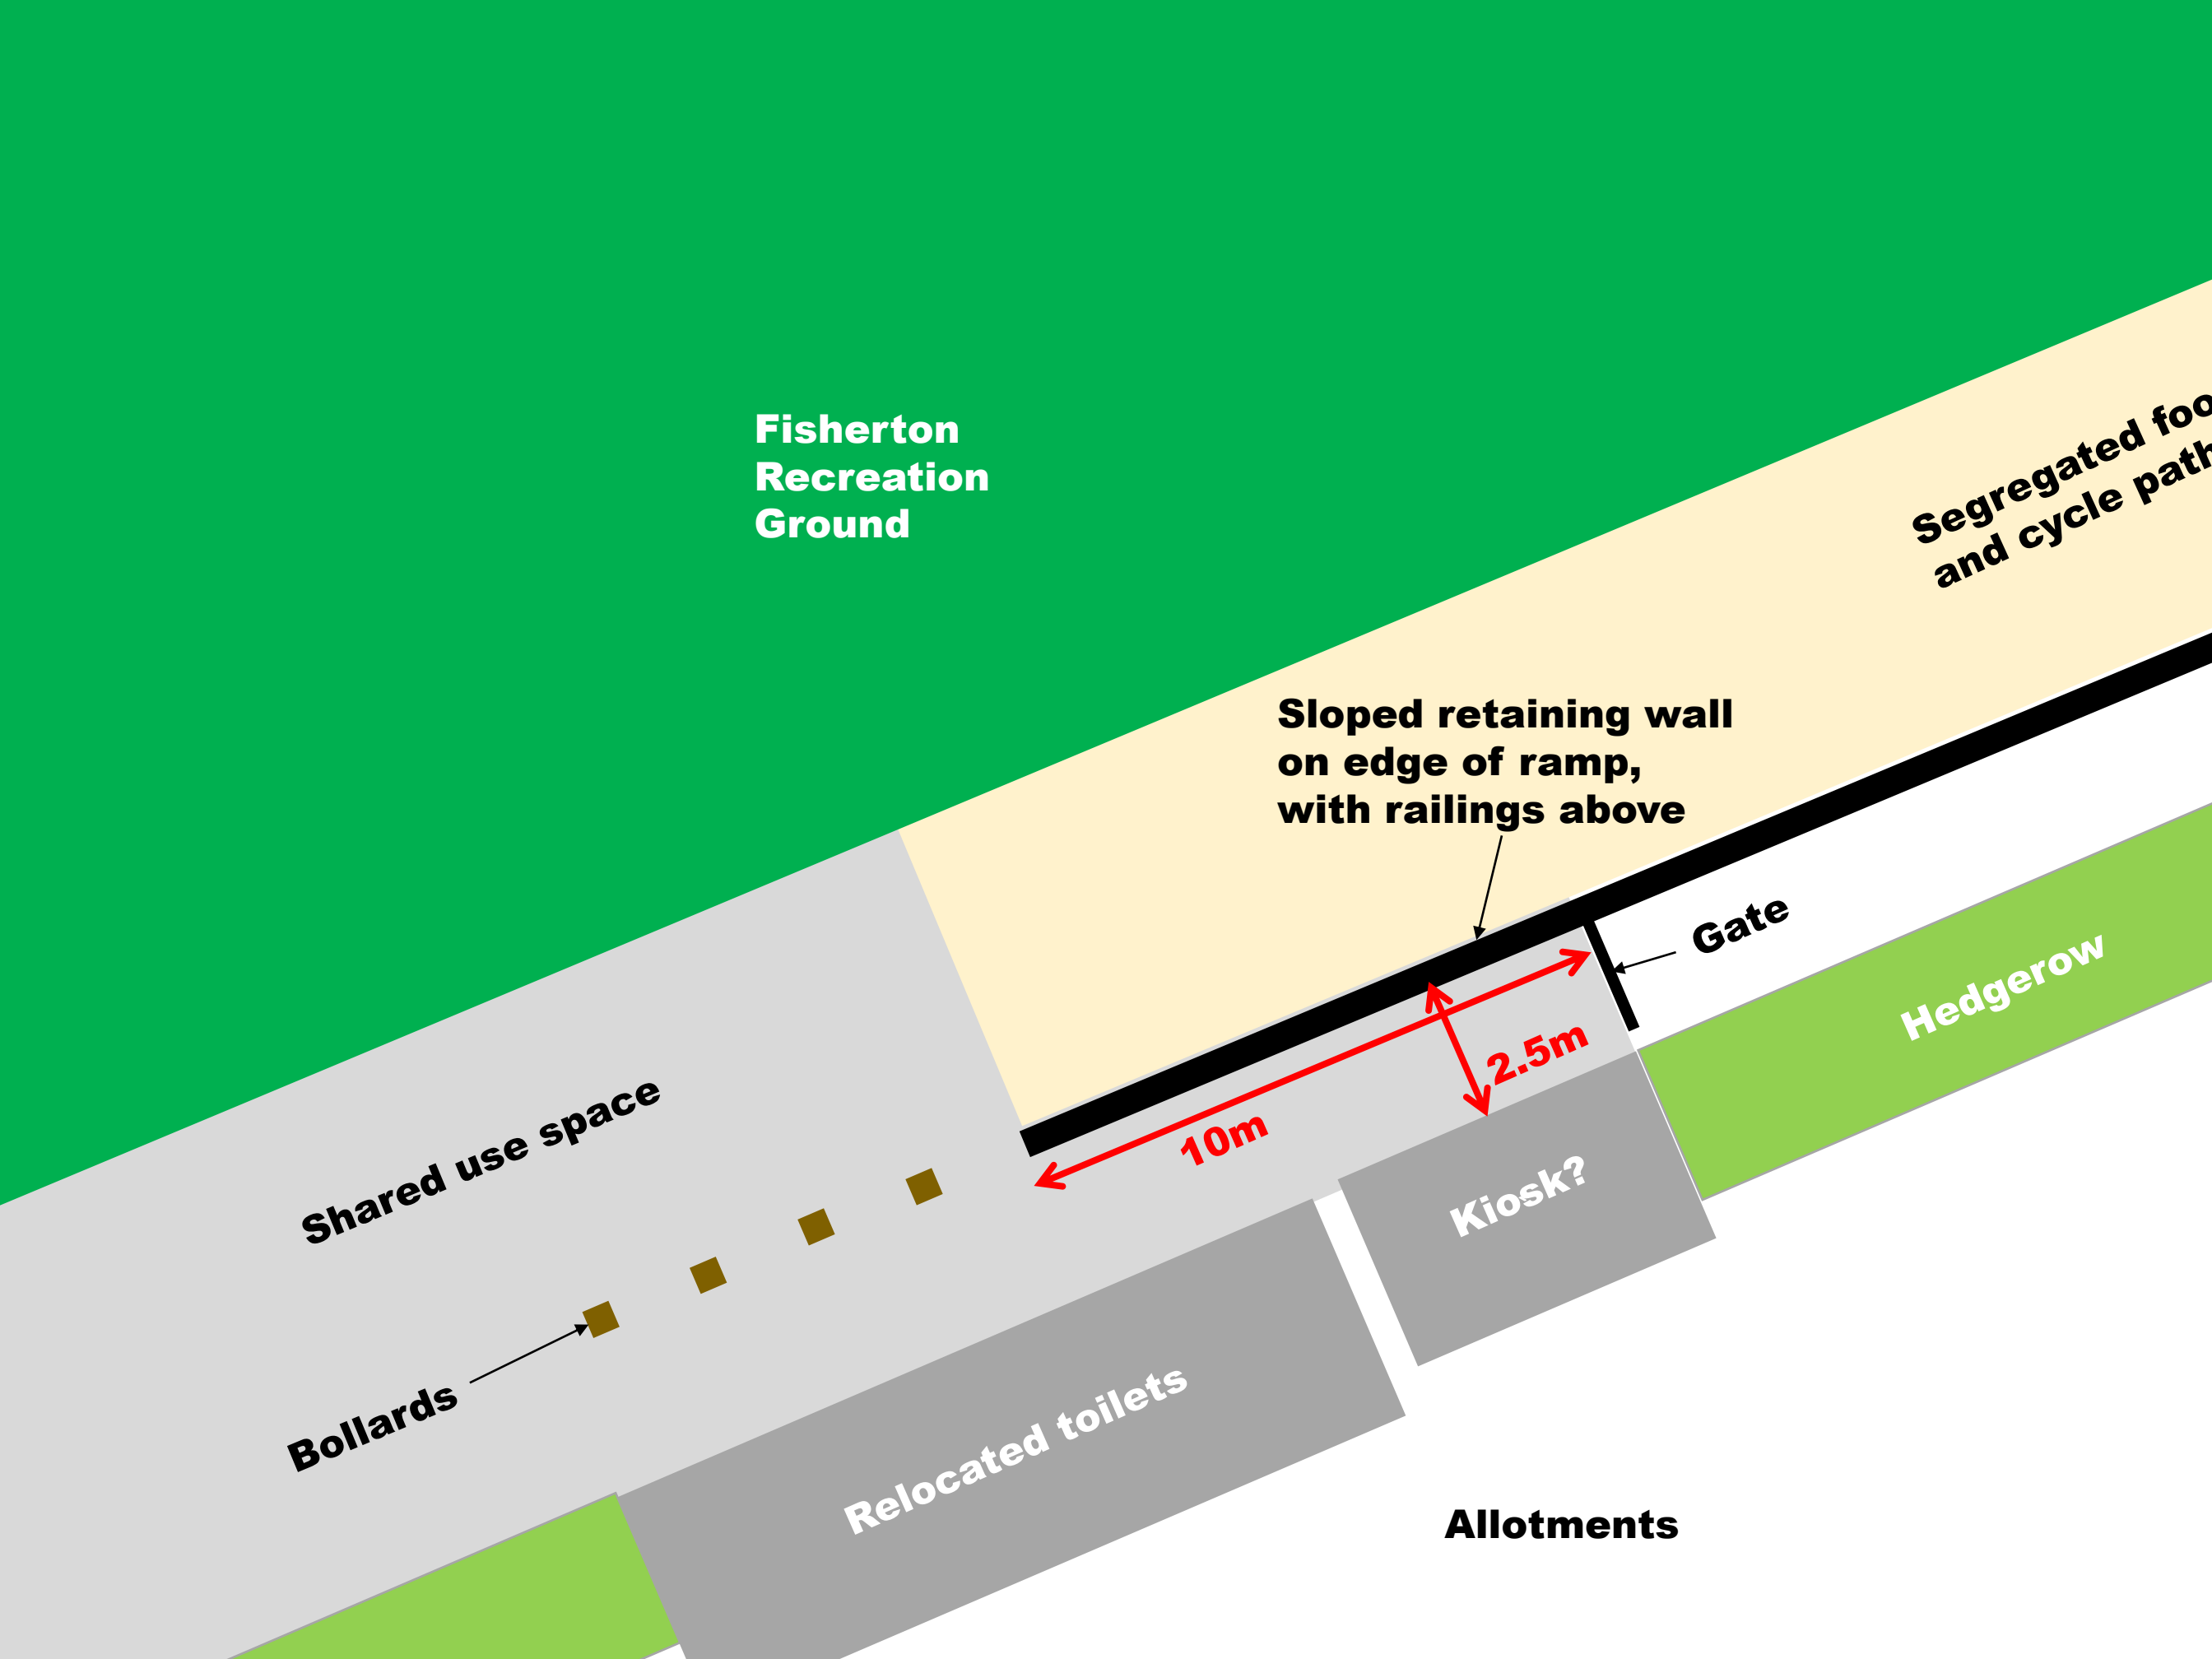 Fisherton
Recreation
Ground
Segregated foo
and cycle path
Sloped retaining wall
on edge of ramp,
with railings above
Gate
Hedgerow
2.5m
10m
Shared use space
Kiosk?
Bollards
Relocated toilets
Allotments